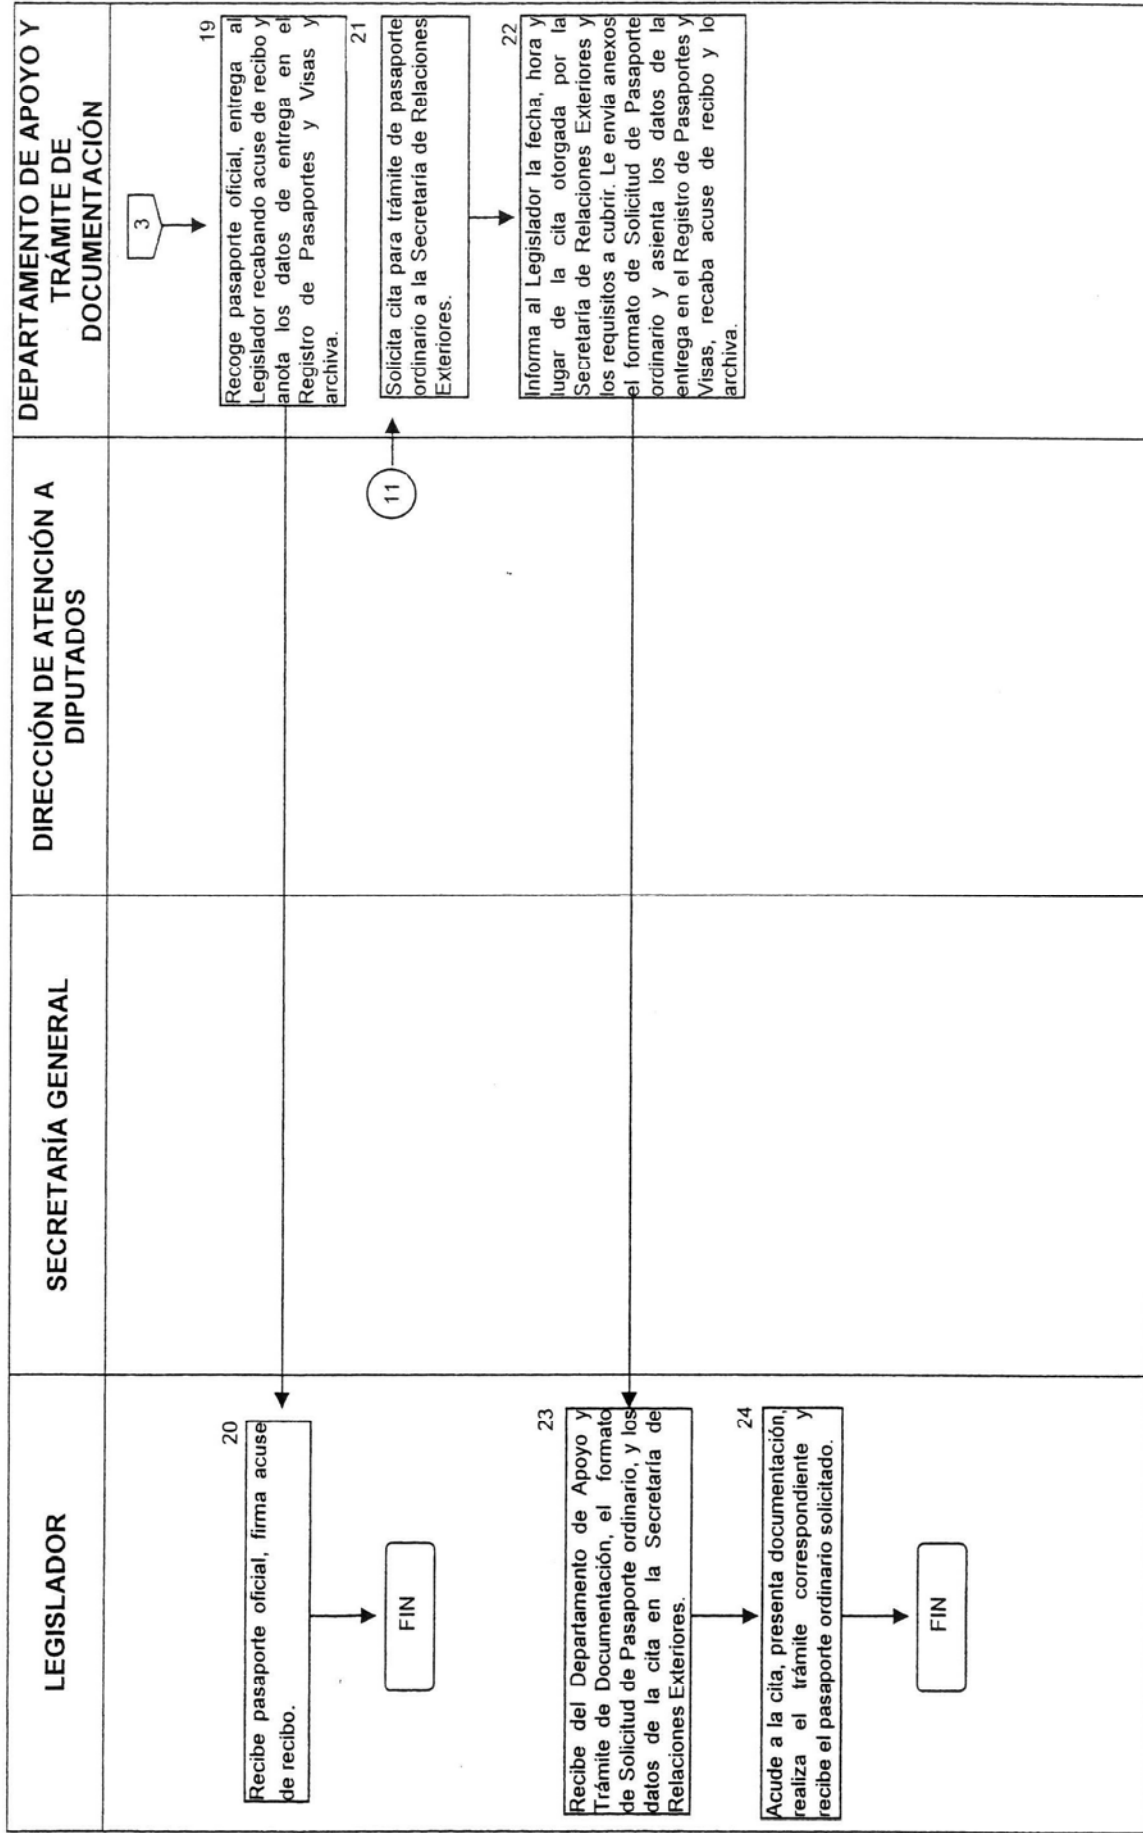 LEGISLADOR
SECRETARÍA GENERAL
DIRECCIÓN DE ATENCIÓN A
DIPUTADOS
DEPARTAMENTO DE APOYO Y
TRÁMITE DE
DOCUMENTACIÓN
3
19
Recoge pasaporte oficial, entrega al
Legislador recabando acuse de recibo y
anota los datos de entrega en el
Registro de Pasaportes y Visas y
archiva.
20
Recibe pasaporte oficial, firma acuse
de recibo.
FIN
11
21
Solicita cita para trámite de pasaporte
ordinario a la Secretaría de Relaciones
Exteriores.
22
Informa al Legislador la fecha, hora y
lugar de la cita otorgada por la
Secretaría de Relaciones Exteriores y
los requisitos a cubrir. Le envia anexos
el formato de Solicitud de Pasaporte
ordinario y asienta los datos de la
entrega en el Registro de Pasaportes y
Visas, recaba acuse de recibo y lo
archiva.
23
Recibe del Departamento de Apoyo y
Trámite de Documentación, el formato
de Solicitud de Pasaporte ordinario, y los
datos de la cita en la Secretaría de
Relaciones Exteriores.
24
Acude a la cita, presenta documentación,
realiza el trámite correspondiente y
recibe el pasaporte ordinario solicitado.
FIN